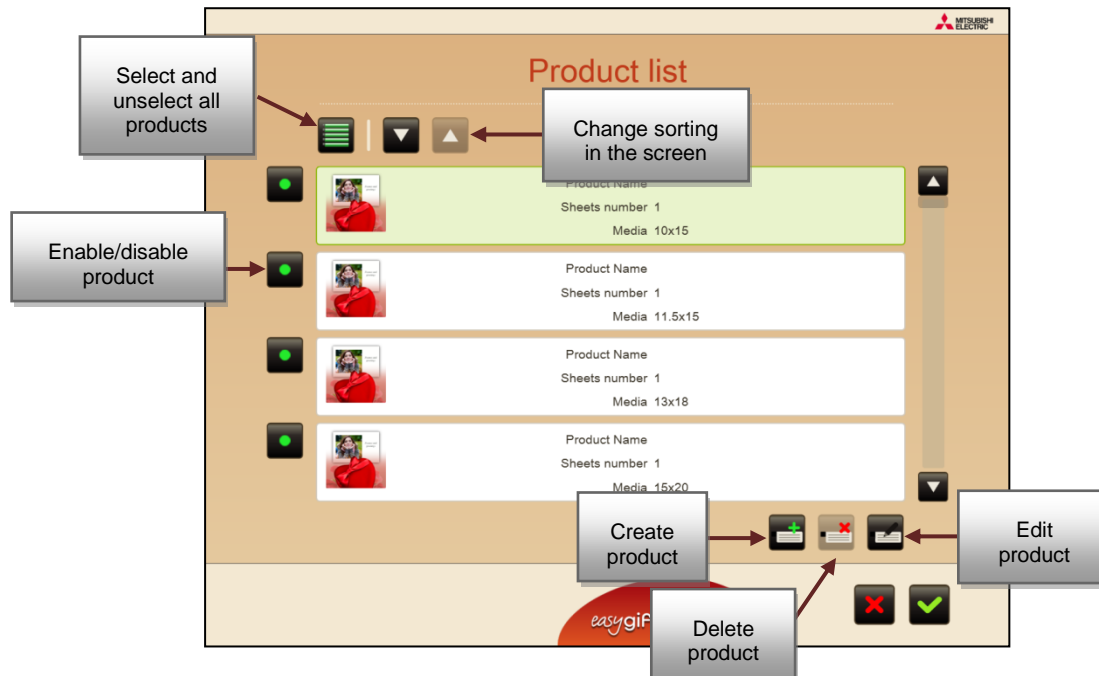 MITSUBISHI
ELECTRIC
Product list
Select and
unselect all
products
Change sorting
in the screen
Product Name
Sheets number 1
Media 10x15
Enable/disable
product
Product Name
Sheets number 1
Media 11.5x15
Product Name
Sheets number 1
Media 13x18
Product Name
Sheets number 1
Media 15x20
Create
product
Edit
product
easygif
Delete
product